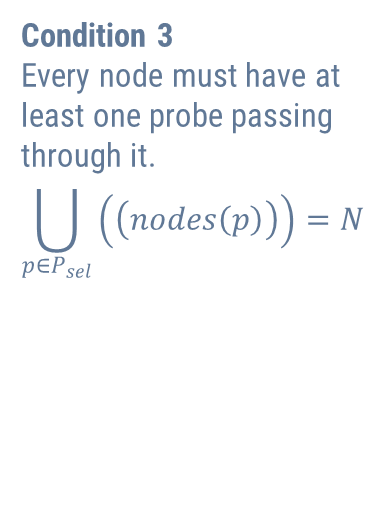 Condition 3
Every node must have at
least one probe passing
through it.
⋃ ((nodes(p))) = N
p∈P_sel